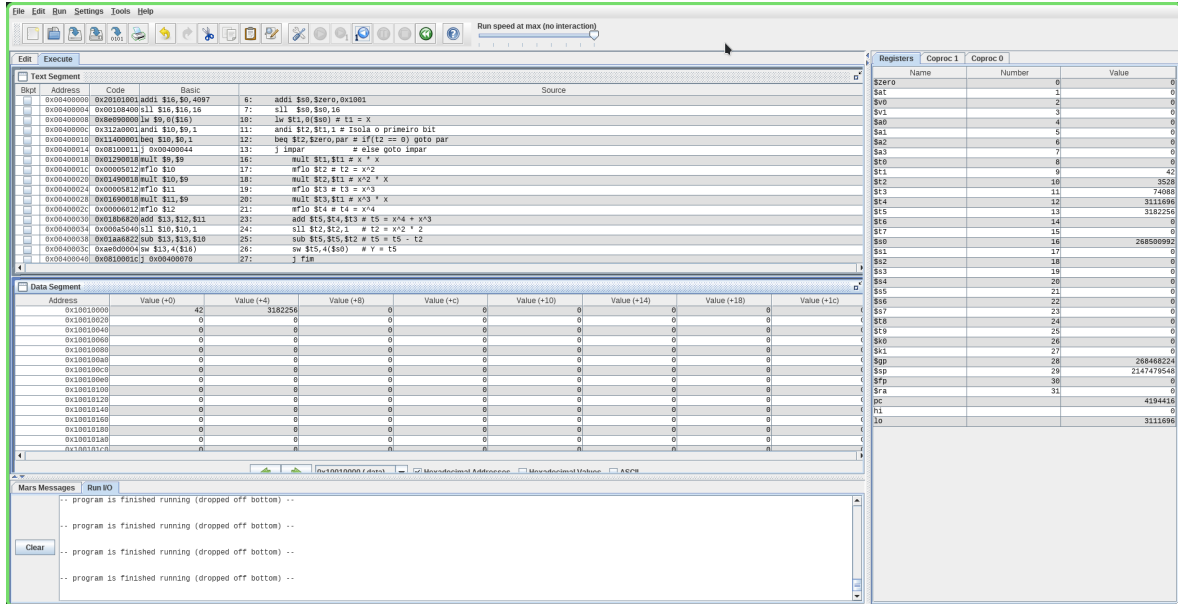 File Edit Run Settings Tools Help
Run speed at max (no interaction)
Edit Execute
Text Segment
Bkpt Address Code Basic Source
0x00400000 0x20101001 addi $16,$0,4097 6: addi $s0,$zero,0x1001
0x00400004 0x00108400 sll $16,$16,16 7: sll $s0,$s0,16
0x00400008 0x8e090000 lw $9,0($16) 10: lw $t1,0($s0) # t1 = X
0x0040000c 0x312a0001 andi $10,$9,1 11: andi $t2,$t1,1 # Isola o primeiro bit
0x00400010 0x11400001 beq $10,$0,1 12: beq $t2,$zero,par # if(t2 == 0) goto par
0x00400014 0x08100011 j 0x00400044 13: j impar # else goto impar
0x00400018 0x01290018 mult $9,$9 16: mult $t1,$t1 # x * x
0x0040001c 0x00005012 mflo $10 17: mflo $t2 # t2 = x^2
0x00400020 0x01490018 mult $10,$9 18: mult $t2,$t1 # x^2 * X
0x00400024 0x00005812 mflo $11 19: mflo $t3 # t3 = x^3
0x00400028 0x01690018 mult $11,$9 20: mult $t3,$t1 # x^3 * x
0x0040002c 0x00006012 mflo $12 21: mflo $t4 # t4 = x^4
0x00400030 0x018b6820 add $13,$12,$11 23: add $t5,$t4,$t3 # t5 = x^4 + x^3
0x00400034 0x000a5040 sll $10,$10,1 24: sll $t2,$t2,1 # t2 = x^2 * 2
0x00400038 0x01aa6822 sub $13,$13,$10 25: sub $t5,$t5,$t2 # t5 = t5 - t2
0x0040003c 0xae0d0004 sw $13,4($16) 26: sw $t5,4($s0) # Y = t5
0x00400040 0x0810001c j 0x00400070 27: j fim
Data Segment
Address Value (+0) Value (+4) Value (+8) Value (+c) Value (+10) Value (+14) Value (+18) Value (+1c)
0x10010000 42 3182256 0 0 0 0 0
0x10010020 0 0 0 0 0 0 0
0x10010040 0 0 0 0 0 0 0
0x10010060 0 0 0 0 0 0 0
0x10010080 0 0 0 0 0 0 0
0x100100a0 0 0 0 0 0 0 0
0x100100c0 0 0 0 0 0 0 0
0x100100e0 0 0 0 0 0 0 0
0x10010100 0 0 0 0 0 0 0
0x10010120 0 0 0 0 0 0 0
0x10010140 0 0 0 0 0 0 0
0x10010160 0 0 0 0 0 0 0
0x10010180 0 0 0 0 0 0 0
0x100101a0 0 0 0 0 0 0 0
0x100101c0 0 0 0 0 0 0 0
0x10010000 (.data) Hexadecimal Addresses Hexadecimal Values ASCII
Mars Messages Run I/O
-- program is finished running (dropped off bottom) --
-- program is finished running (dropped off bottom) --
Clear
-- program is finished running (dropped off bottom) --
-- program is finished running (dropped off bottom) --
Registers Coproc 1 Coproc 0
Name Number Value
$zero 0 0
$at 1 0
$v0 2 0
$v1 3 0
$a0 4 0
$a1 5 0
$a2 6 0
$a3 7 0
$t0 8 0
$t1 9 42
$t2 10 3528
$t3 11 74088
$t4 12 3111696
$t5 13 3182256
$t6 14 0
$t7 15 0
$s0 16 268500992
$s1 17 0
$s2 18 0
$s3 19 0
$s4 20 0
$s5 21 0
$s6 22 0
$s7 23 0
$t8 24 0
$t9 25 0
$k0 26 0
$k1 27 0
$gp 28 268468224
$sp 29 2147479548
$fp 30 0
$ra 31 0
pc 4194416
hi 0
lo 3111696